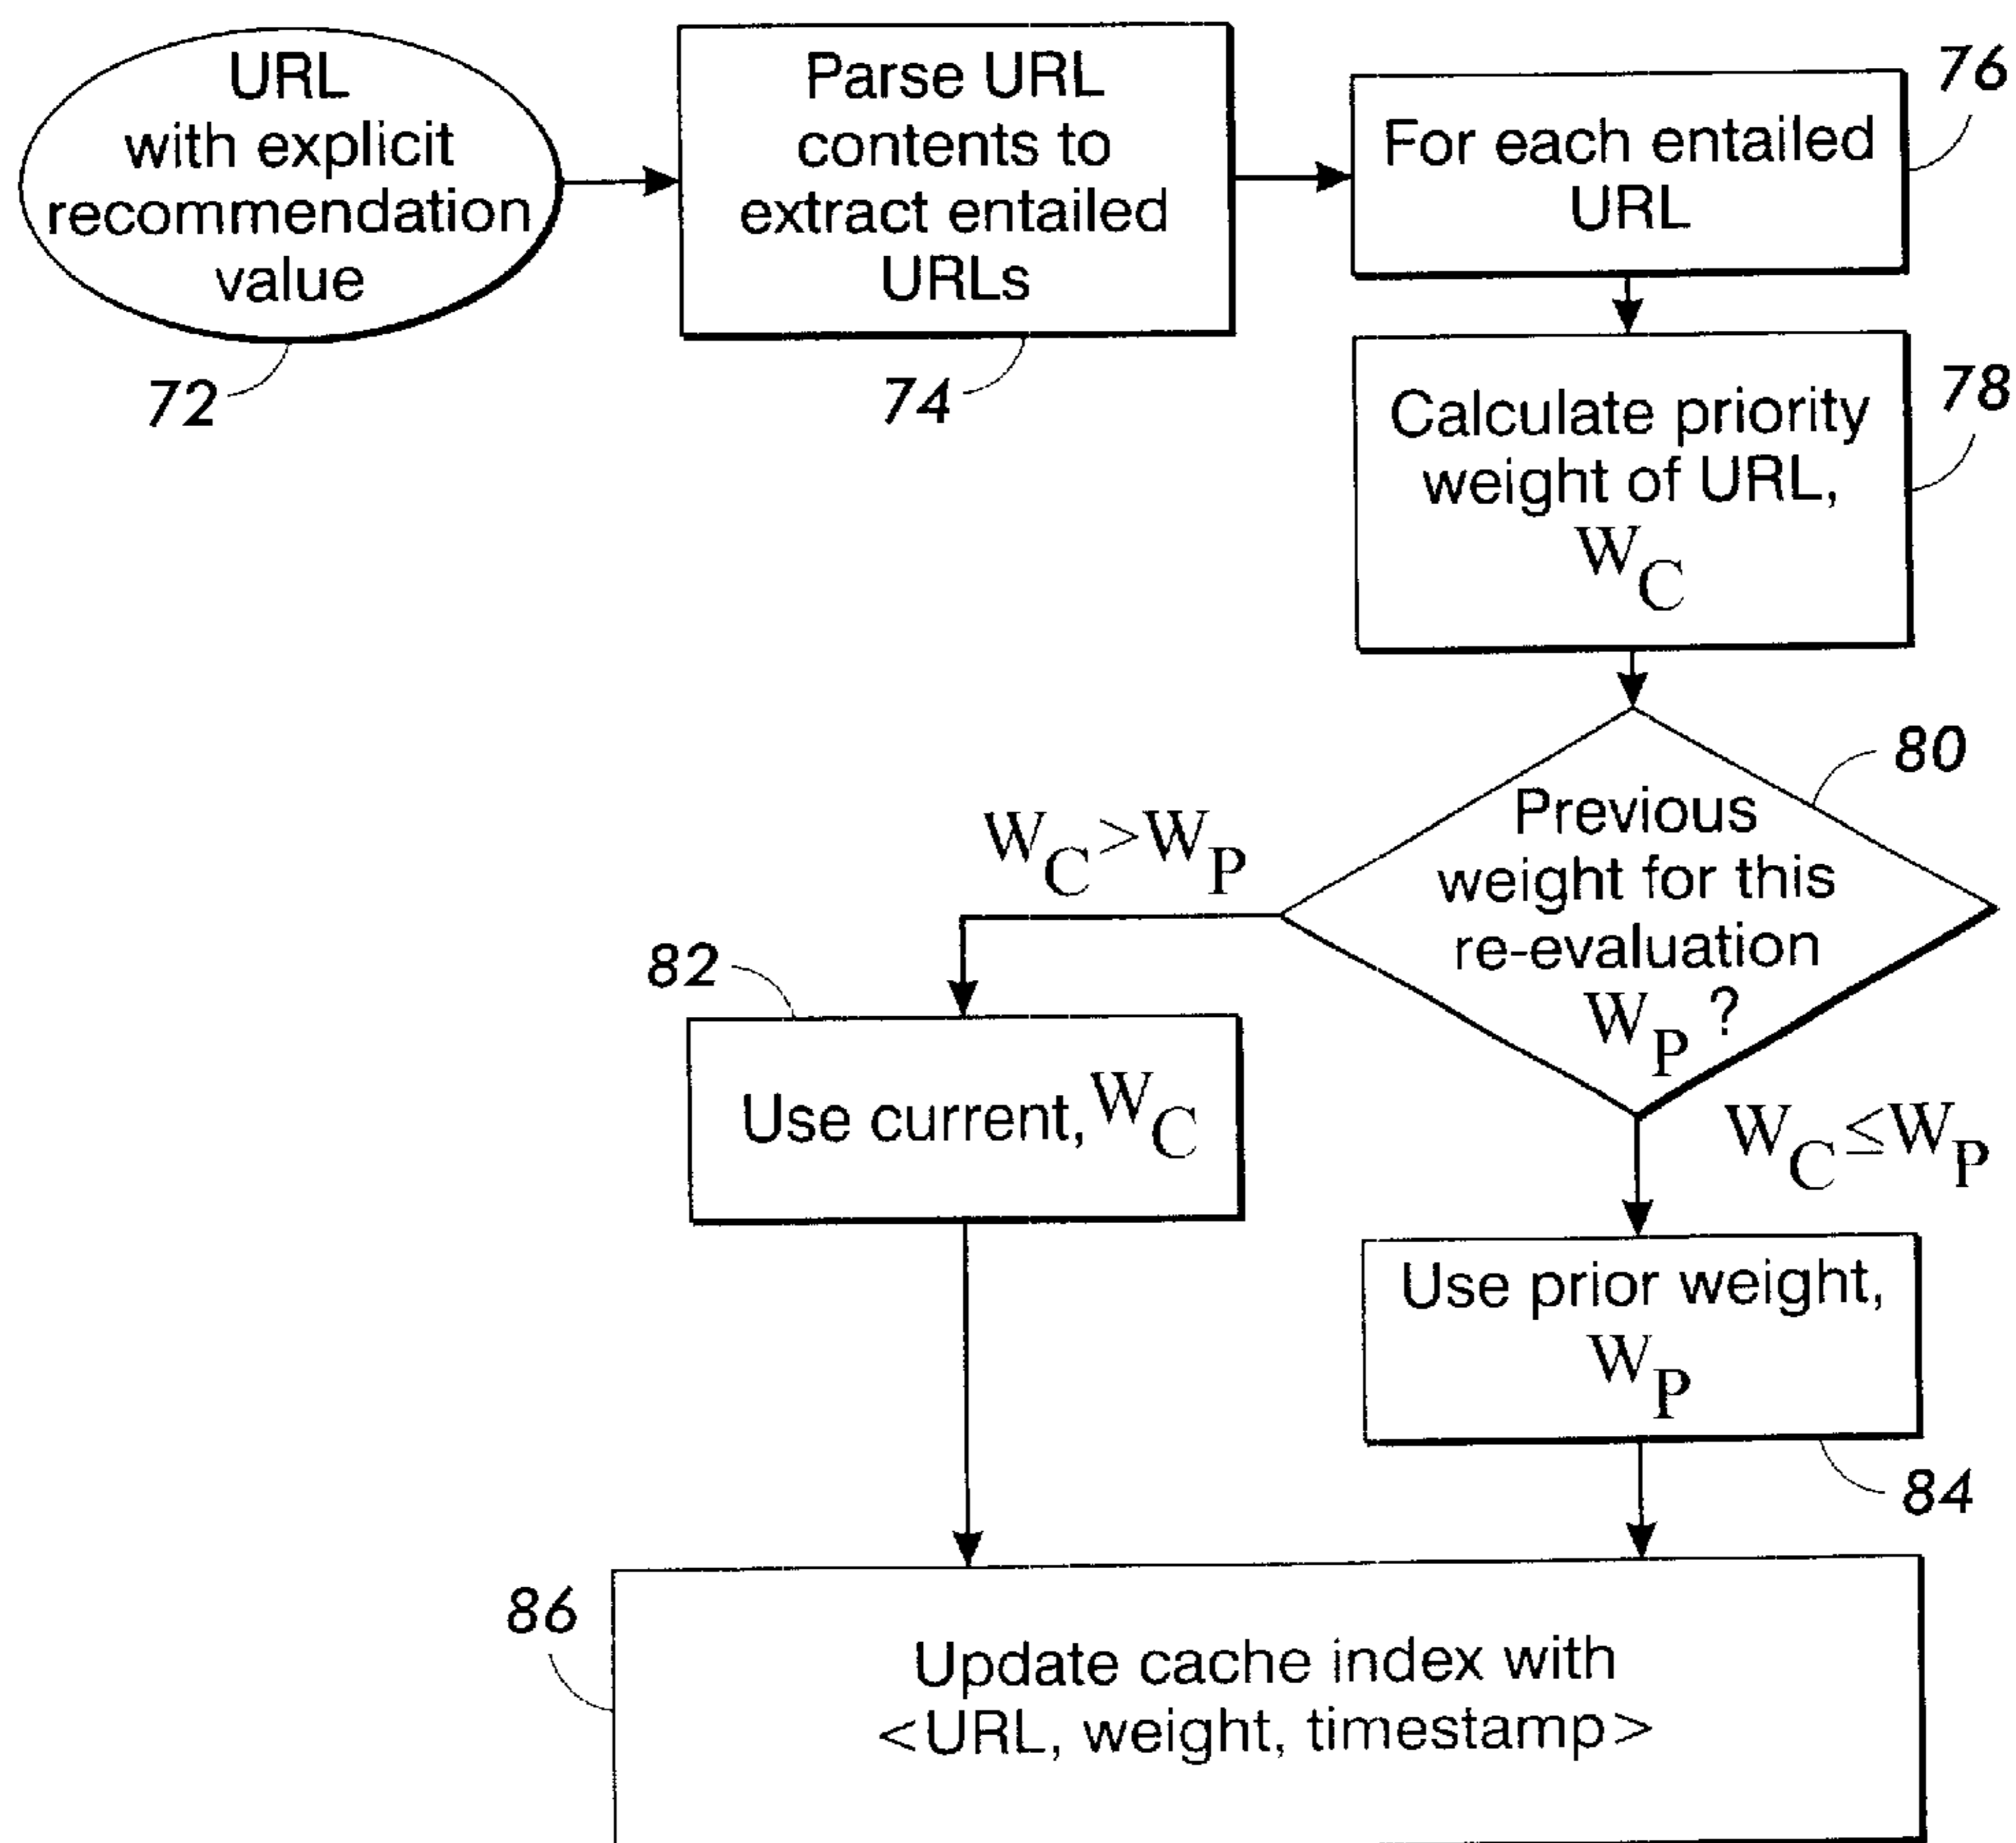 URL
with explicit
recommendation
value
72
Parse URL
contents to
extract entailed
URLs
74
For each entailed
URL
76
Calculate priority
weight of URL,
W_C
78
Previous
weight for this
re-evaluation
W_P ?
80
W_C>W_P
82
Use current, W_C
W_C≤W_P
Use prior weight,
W_P
84
86
Update cache index with
<URL, weight, timestamp>